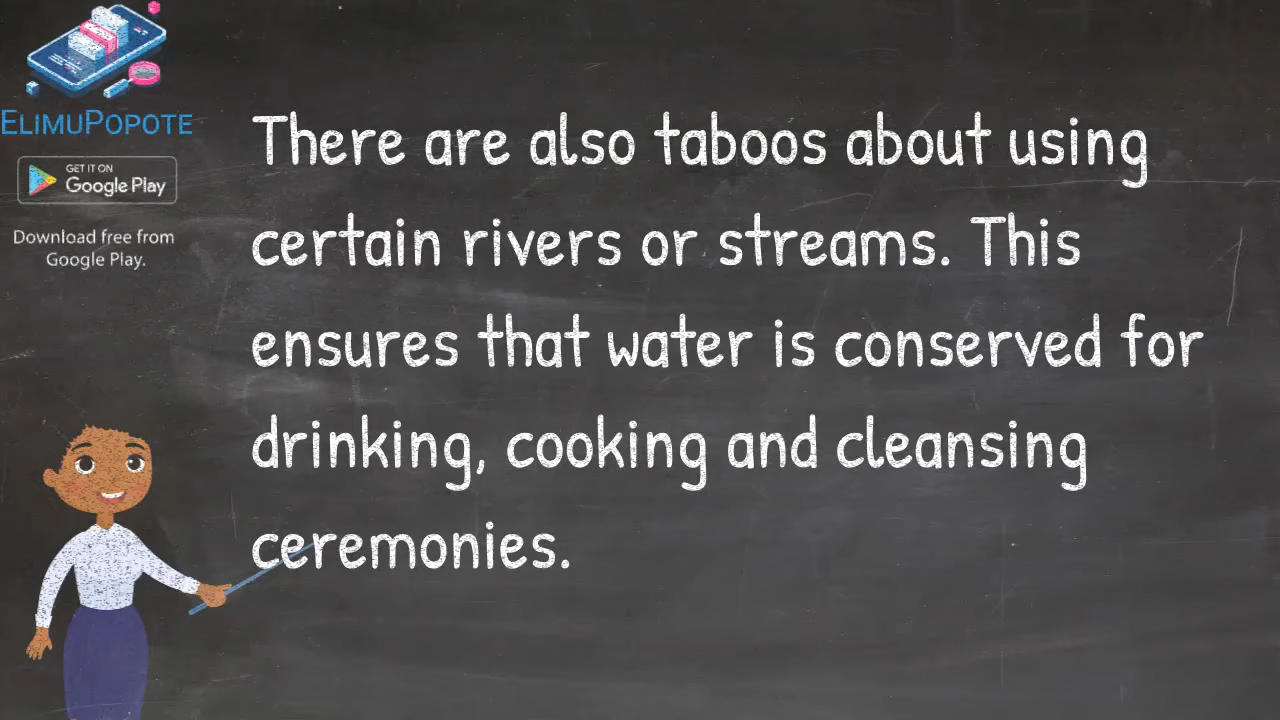 ELIMUPOPOTE
GET IT ON
Google Play
Download free from
Google Play.
There are also taboos about using
certain rivers or streams. This
ensures that water is conserved for
drinking, cooking and cleansing
ceremonies.